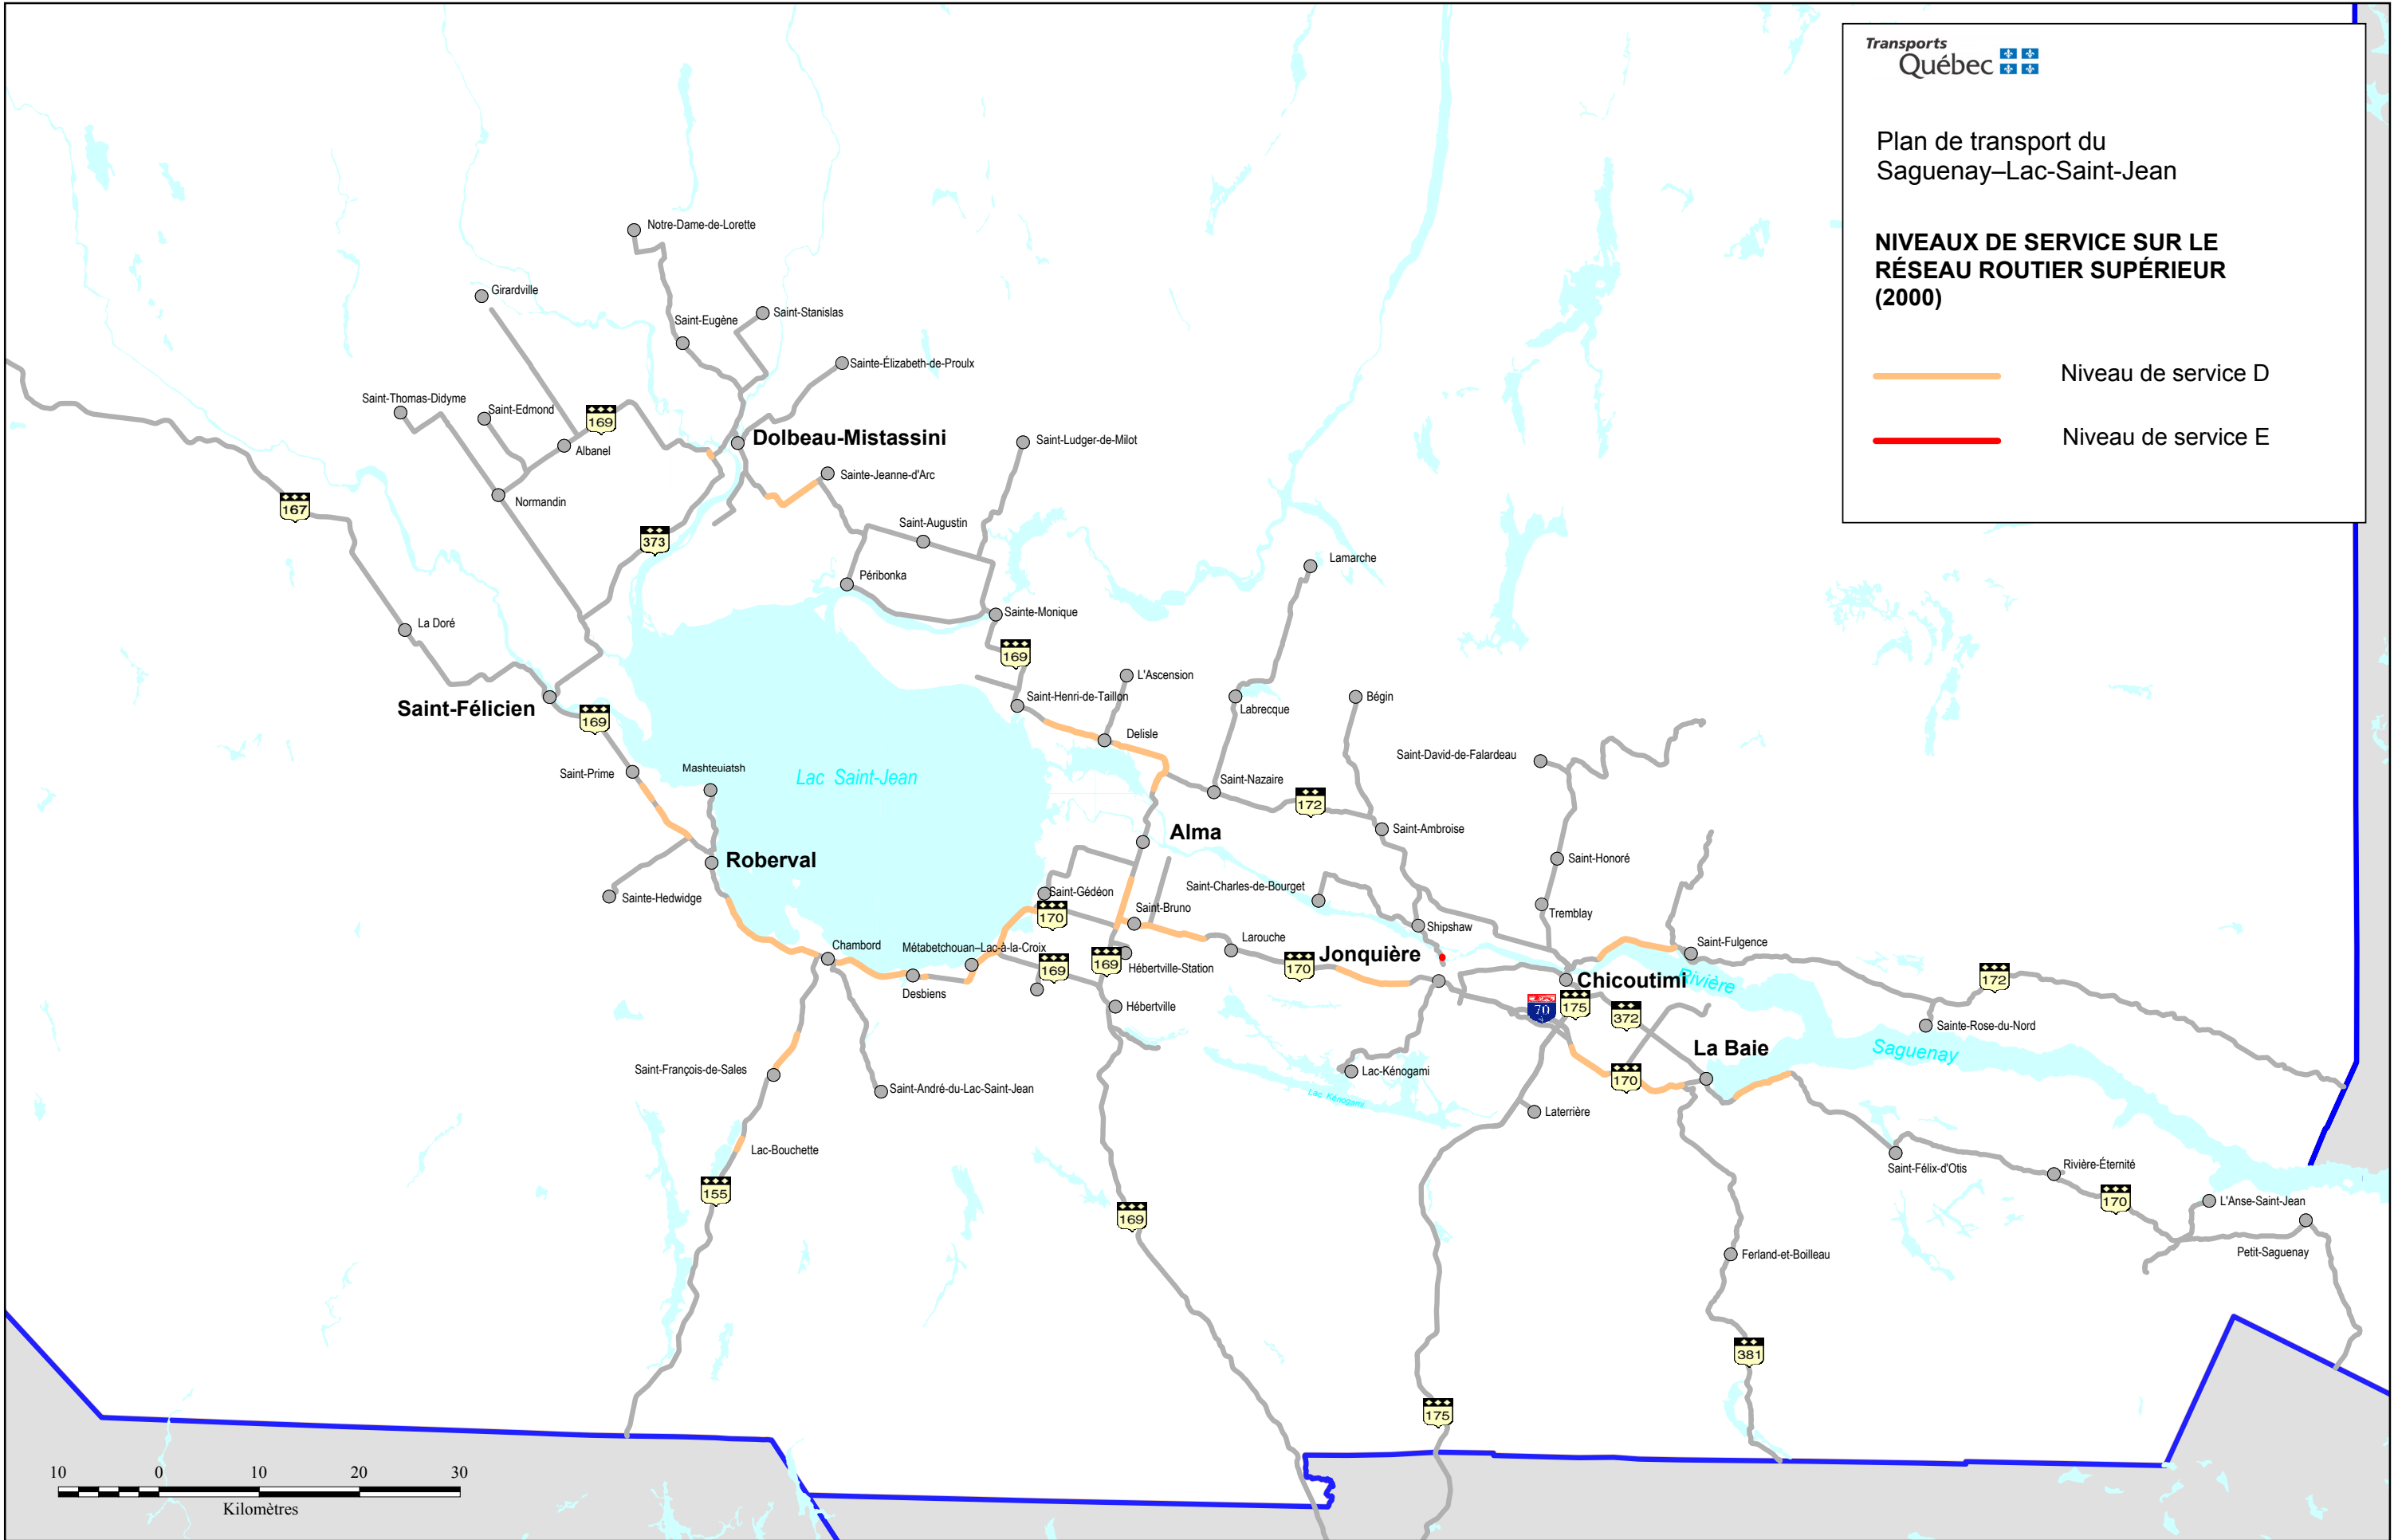 Transports
Québec
Plan de transport du
Saguenay–Lac-Saint-Jean
NIVEAUX DE SERVICE SUR LE
RÉSEAU ROUTIER SUPÉRIEUR
(2000)
Niveau de service D
Niveau de service E
Notre-Dame-de-Lorette
Girardville
Saint-Eugène
Saint-Stanislas
Sainte-Élizabeth-de-Proulx
Saint-Thomas-Didyme
Saint-Edmond
169
Albanel
Dolbeau-Mistassini
Saint-Ludger-de-Milot
Sainte-Jeanne-d'Arc
Normandin
167
373
Saint-Augustin
Lamarche
Péribonka
Sainte-Monique
La Doré
169
L'Ascension
Saint-Henri-de-Taillon
Labrecque
Bégin
Saint-Félicien
169
Delisle
Saint-David-de-Falardeau
Saint-Prime
Mashteuiatsh
Lac Saint-Jean
Saint-Nazaire
172
Alma
Saint-Ambroise
Roberval
Saint-Honoré
Sainte-Hedwidge
Saint-Gédéon
Saint-Charles-de-Bourget
170
Saint-Bruno
Tremblay
Shipshaw
Chambord
Métabetchouan–Lac-à-la-Croix
Larouche
Saint-Fulgence
Jonquière
169
169
Hébertville-Station
170
Chicoutimi
Rivière
172
Desbiens
Hébertville
70
175
372
Sainte-Rose-du-Nord
La Baie
Saguenay
Saint-François-de-Sales
Saint-André-du-Lac-Saint-Jean
Lac-Kénogami
Lac Kénogami
170
Laterrière
Lac-Bouchette
155
Saint-Félix-d'Otis
Rivière-Éternité
170
L'Anse-Saint-Jean
169
Ferland-et-Boilleau
Petit-Saguenay
381
175
10 0 10 20 30
Kilomètres